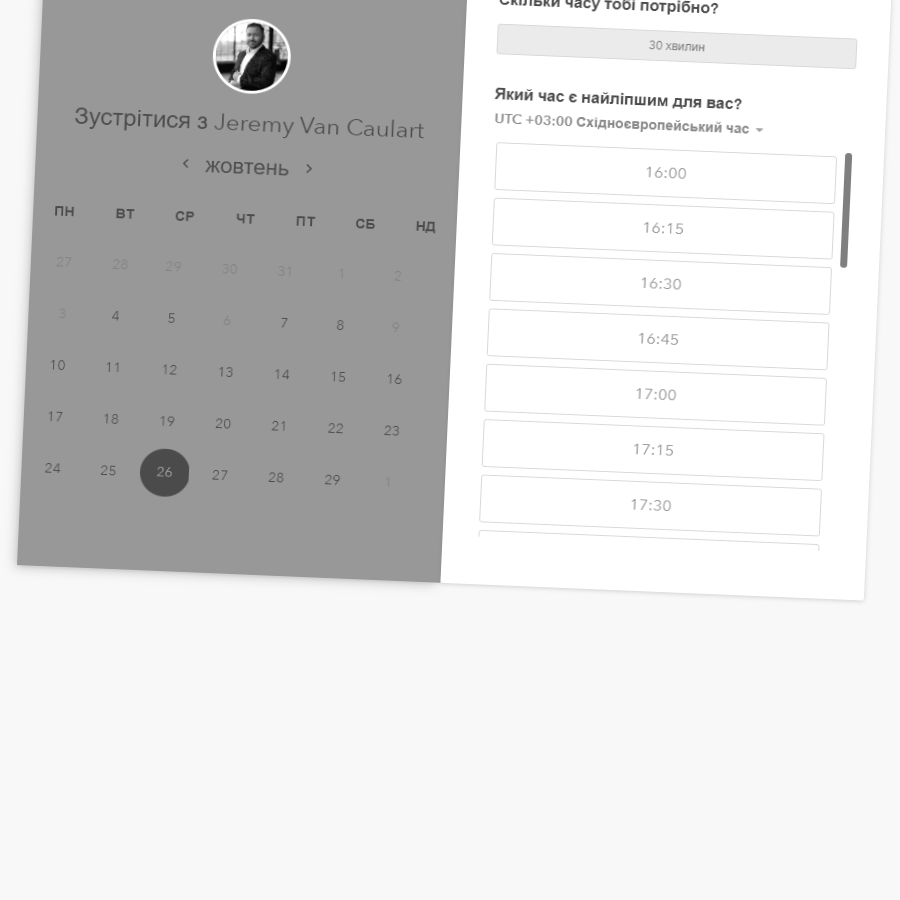 Зустрітися з Jeremy Van Caulart
жовтень
ПН ВТ СР ЧТ ПТ СБ НД
27 28 29 30 31 1 2
3 4 5 6 7 8 9
10 11 12 13 14 15 16
17 18 19 20 21 22 23
24 25 26 27 28 29 1
Скільки часу тобі потрібно?
30 хвилин
Який час є найліпшим для вас?
UTC +03:00 Східноєвропейський час
16:00
16:15
16:30
16:45
17:00
17:15
17:30